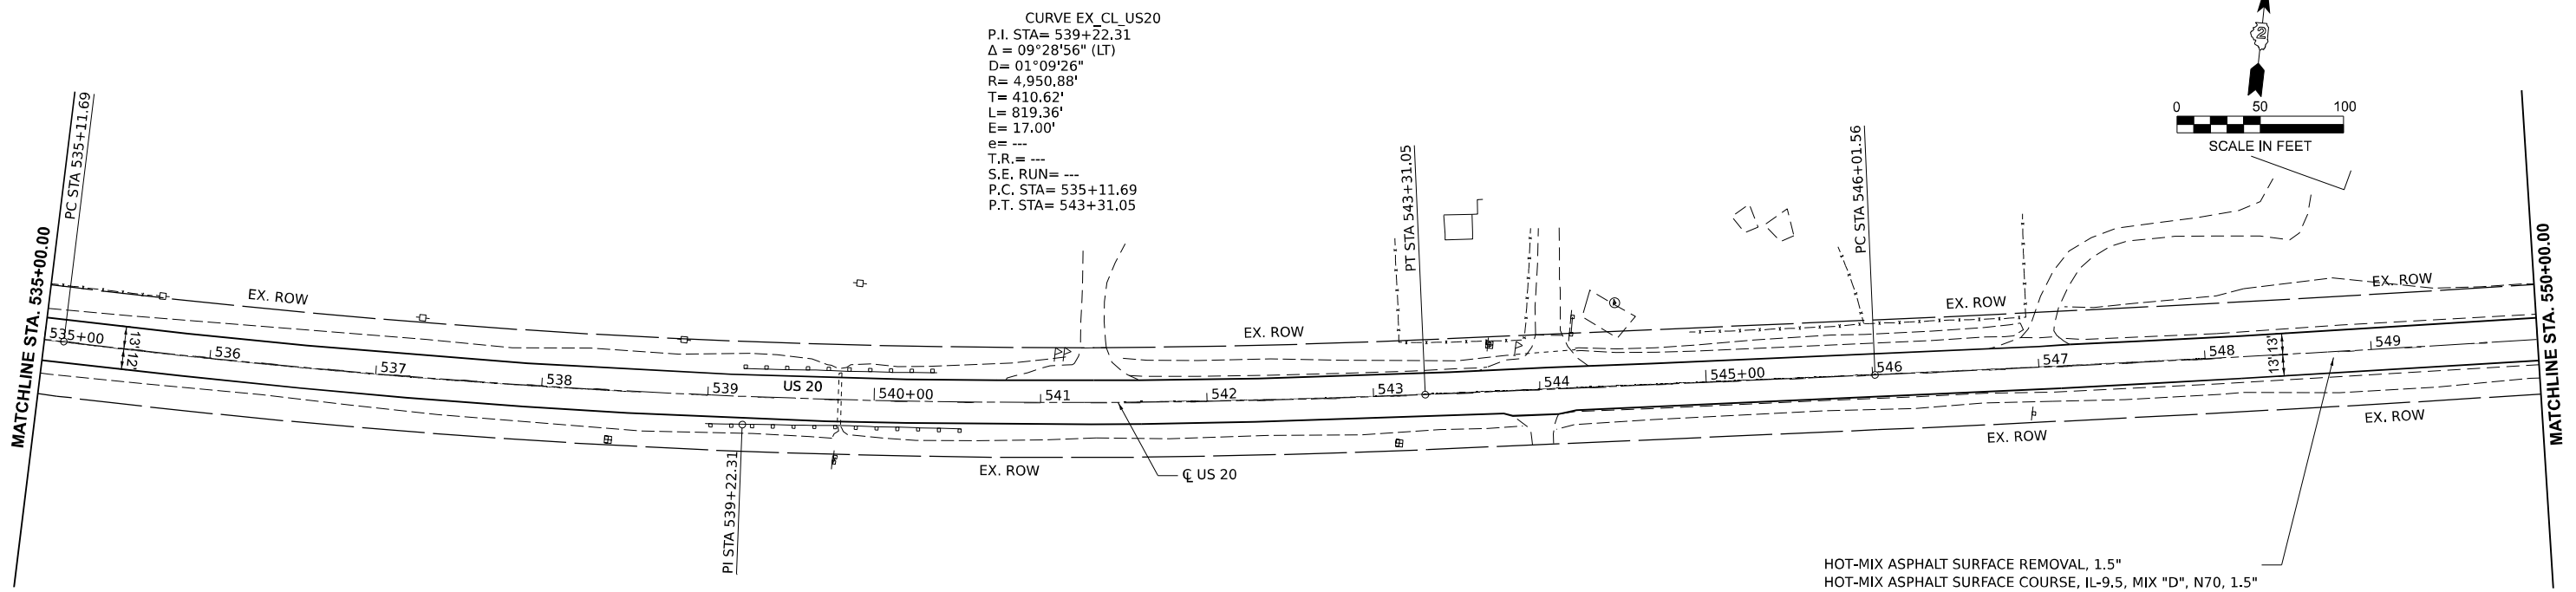 CURVE EX_CL_US20
P.I. STA= 539+22.31
Δ = 09°28'56" (LT)
D= 01°09'26"
R= 4,950.88'
T= 410.62'
L= 819.36'
E= 17.00'
e= ---
T.R.= ---
S.E. RUN= ---
P.C. STA= 535+11.69
P.T. STA= 543+31.05
2
0 50 100
SCALE IN FEET
MATCHLINE STA. 535+00.00
PC STA 535+11.69
PT STA 543+31.05
PC STA 546+01.56
MATCHLINE STA. 550+00.00
EX. ROW
EX. ROW
EX. ROW
EX. ROW
535+00
536
537
538
539
540+00
541
542
543
544
545+00
546
547
548
549
13' 12'
13' 13'
US 20
EX. ROW
EX. ROW
EX. ROW
℄ US 20
PI STA 539+22.31
HOT-MIX ASPHALT SURFACE REMOVAL, 1.5"
HOT-MIX ASPHALT SURFACE COURSE, IL-9.5, MIX "D", N70, 1.5"